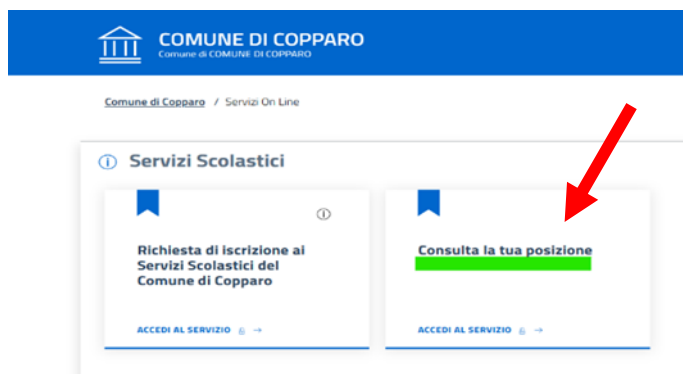 COMUNE DI COPPARO
Comune di COMUNE DI COPPARO
Comune di Copparo / Servizi On Line
Servizi Scolastici
Richiesta di iscrizione ai
Servizi Scolastici del
Comune di Copparo
ACCEDI AL SERVIZIO
Consulta la tua posizione
ACCEDI AL SERVIZIO